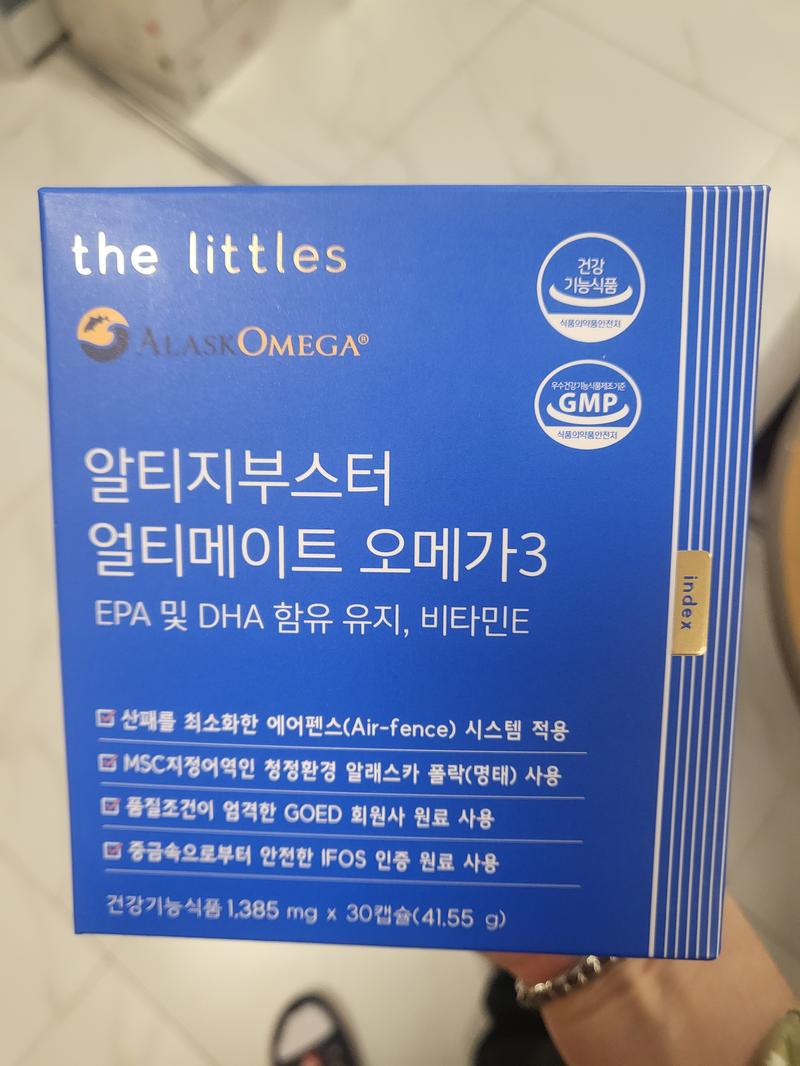 the littles
ALASKOMEGA®
건강
기능식품
식품의약품안전처
우수건강기능식품제조기준
GMP
식품의약품안전처
알티지부스터
얼티메이트 오메가3
EPA 및 DHA 함유 유지, 비타민E
index
산패를 최소화한 에어펜스(Air-fence) 시스템 적용
MSC지정어역인 청정환경 알래스카 폴락(명태) 사용
품질조건이 엄격한 GOED 회원사 원료 사용
중금속으로부터 안전한 IFOS 인증 원료 사용
건강기능식품 1,385 mg x 30캡슐(41.55 g)